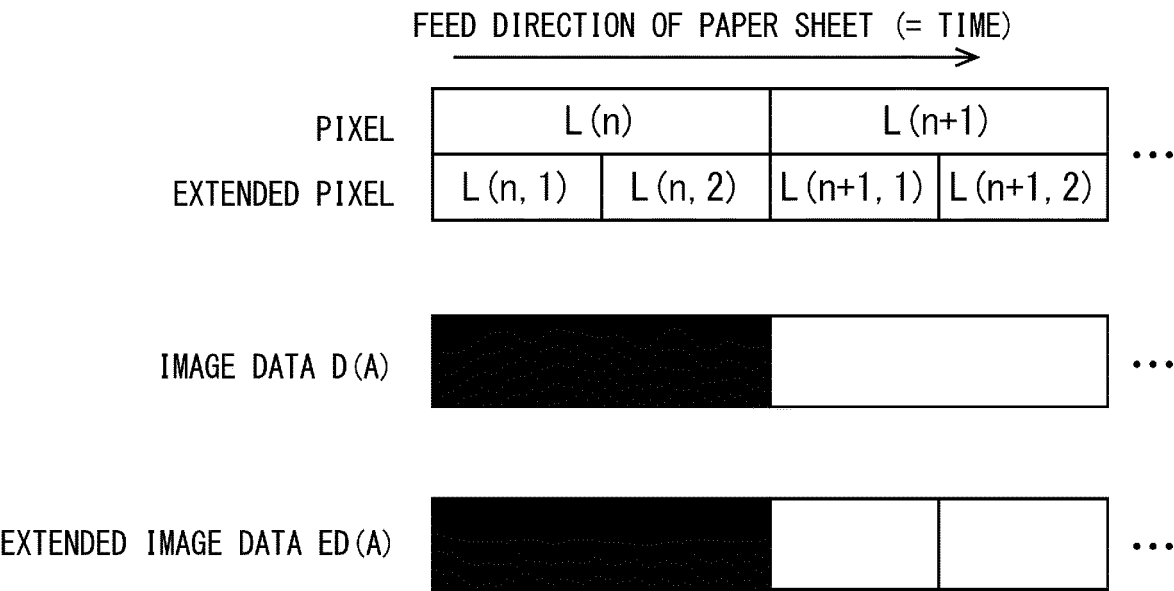 FEED DIRECTION OF PAPER SHEET (= TIME)
PIXEL L(n) L(n+1) ...
EXTENDED PIXEL L(n, 1) L(n, 2) L(n+1, 1) L(n+1, 2)
IMAGE DATA D(A) ...
EXTENDED IMAGE DATA ED(A) ...